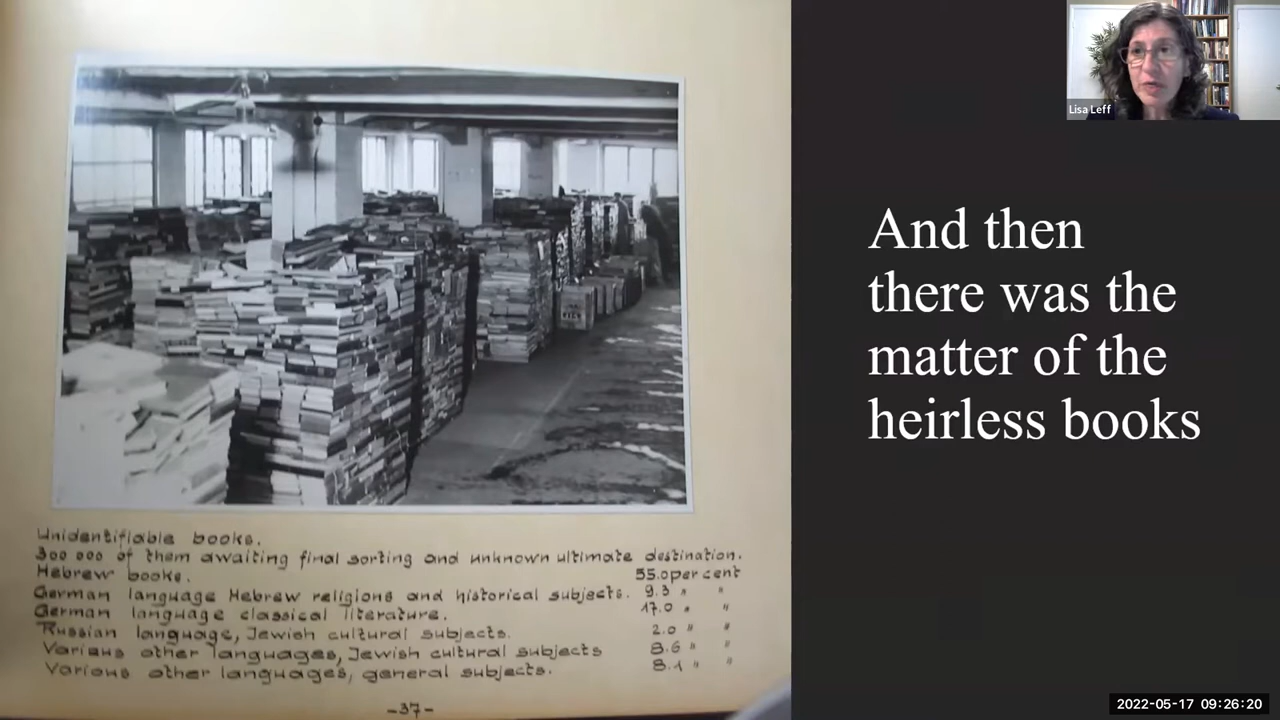 Lisa Leff
And then
there was the
matter of the
heirless books
Unidentifiable books.
300 000 of them awaiting final sorting and unknown ultimate destination.
Hebrew books. 55.0 per cent
German language Hebrew religions and historical subjects. 9.3 " "
German language classical literature. 17.0 " "
Russian language, Jewish cultural subjects. 2.0 " "
Various other languages, Jewish cultural subjects 8.6 " "
Various other languages, general subjects. 8.1 " "
-37-
2022-05-17 09:26:20